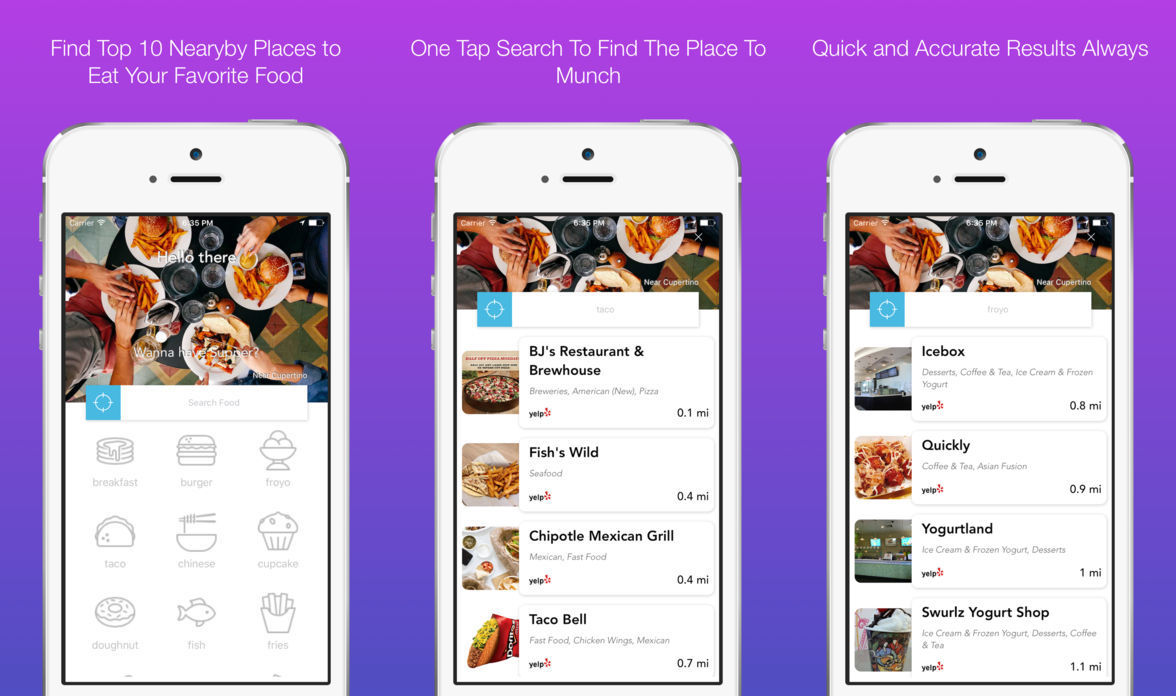 Find Top 10 Nearyby Places to
Eat Your Favorite Food
Carrier
6:35 PM
Hello there
Wanna have Supper?
Near Cupertino
Search Food
breakfast
burger
froyo
taco
chinese
cupcake
doughnut
fish
fries
One Tap Search To Find The Place To
Munch
Carrier
6:35 PM
Near Cupertino
taco
BJ's Restaurant &
Brewhouse
Breweries, American (New), Pizza
yelp
0.1 mi
Fish's Wild
Seafood
yelp
0.4 mi
Chipotle Mexican Grill
Mexican, Fast Food
yelp
0.4 mi
Taco Bell
Fast Food, Chicken Wings, Mexican
yelp
0.7 mi
HALF OFF PIZZA MONDAY
Doritos
Quick and Accurate Results Always
Carrier
6:35 PM
Near Cupertino
froyo
Icebox
Desserts, Coffee & Tea, Ice Cream & Frozen
Yogurt
yelp
0.8 mi
Quickly
Coffee & Tea, Asian Fusion
yelp
0.9 mi
Yogurtland
Ice Cream & Frozen Yogurt, Desserts
yelp
1 mi
Swurlz Yogurt Shop
Ice Cream & Frozen Yogurt, Desserts, Coffee
& Tea
yelp
1.1 mi